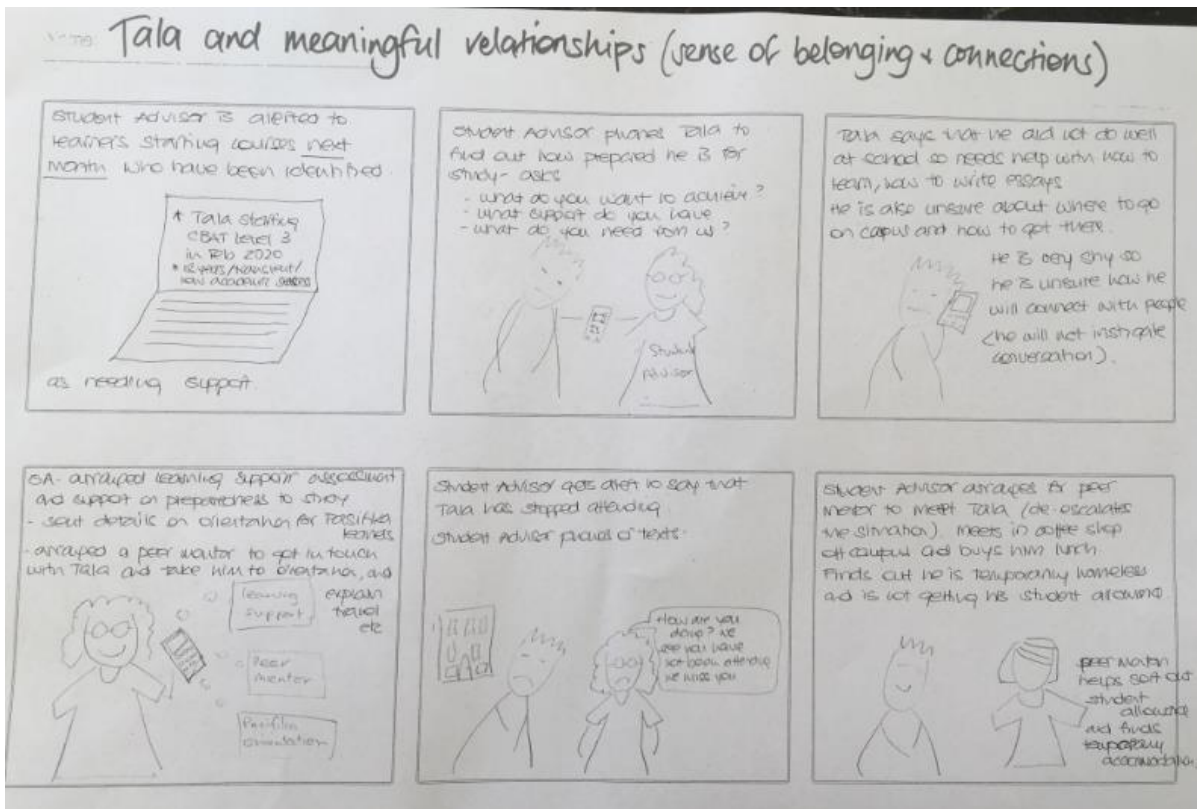 Tala and meaningful relationships (sense of belonging + connections)
Student Advisor is alerted to
learners starting courses next
month who have been identified
* Tala starting
CBAT Level 3
in Feb 2020
as needing support.
Student Advisor phones Tala to
find out how prepared he is for
study - asks
- what do you want to achieve?
- what support do you have
- what do you need from us?
Student
Advisor
Tala says that he did not do well
at school so needs help with how to
learn, how to write essays
He is also unsure about where to go
on capus and how to get there.
He is very shy so
he is unsure how he
will connect with people
(he will not instigate
conversation).
SA - arranged learning support assessment
and support on preparedness to study
- sent details on orientation for Pasifika
- arranged a peer mentor to get in touch
with Tala and take him to orientation, and
explain
travel
etc
learning
support
Peer
mentor
Pasifika
orientation
Student Advisor gets alert to say that
Tala has stopped attending.
Student Advisor phones or texts-
How are you
doing? We
see you have
not been attending
we miss you
Student Advisor arranges for peer
mentor to meet Tala (de-escalates
the situation). Meets in coffee shop
off campus and buys him lunch.
Finds out he is temporarily homeless
and is not getting his student
peer
helps sort out
student
allowance
and finds
temporary
accommodation.